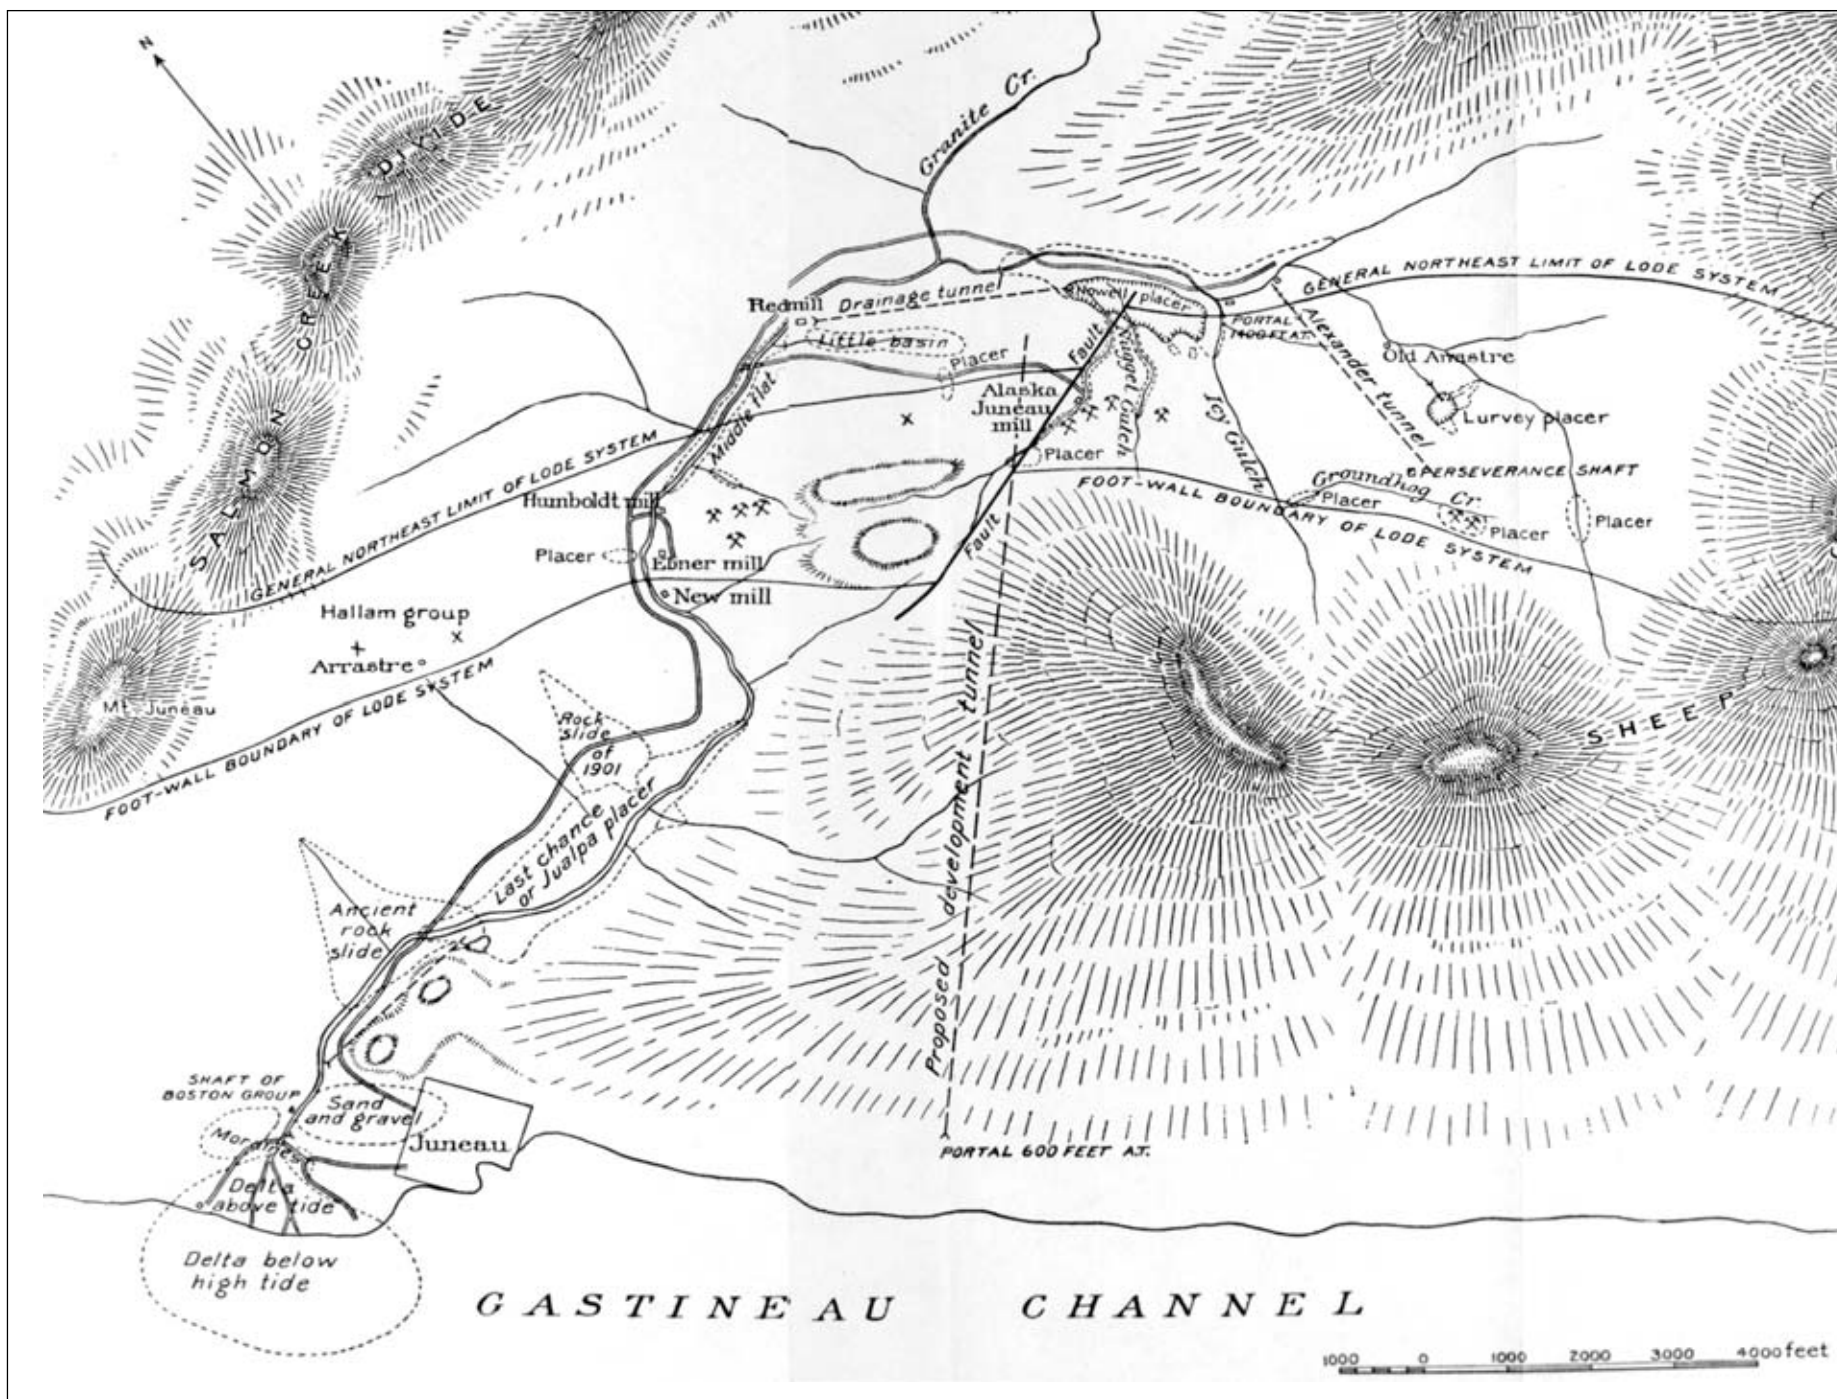 N
SALMON CREEK DIVIDE
Granite Cr.
GENERAL NORTHEAST LIMIT OF LODE SYSTEM
Redmill
Drainage tunnel
Nowell placer
PORTAL
1400 FT. A.T.
Alexander tunnel
Little basin
Placer
Fault
Nugget Gulch
Old Arrastre
Middle flat
Alaska
Juneau
mill
Icy Gulch
Lurvey placer
GENERAL NORTHEAST LIMIT OF LODE SYSTEM
Placer
PERSEVERANCE SHAFT
Groundhog Cr.
Placer
Placer
Placer
FOOT-WALL BOUNDARY OF LODE SYSTEM
Humboldt mill
Fault
Placer
Ebner mill
New mill
Hallam group
Arrastre
Mt. Juneau
FOOT-WALL BOUNDARY OF LODE SYSTEM
Rock
slide
of
1901
Proposed development tunnel
SHEEP
Last chance
or Jualpa placer
Ancient
rock
slide
SHAFT OF
BOSTON GROUP
Sand
and gravel
Moraines
Juneau
PORTAL 600 FEET A.T.
Delta
above tide
Delta below
high tide
GASTINEAU CHANNEL
1000 0 1000 2000 3000 4000 feet